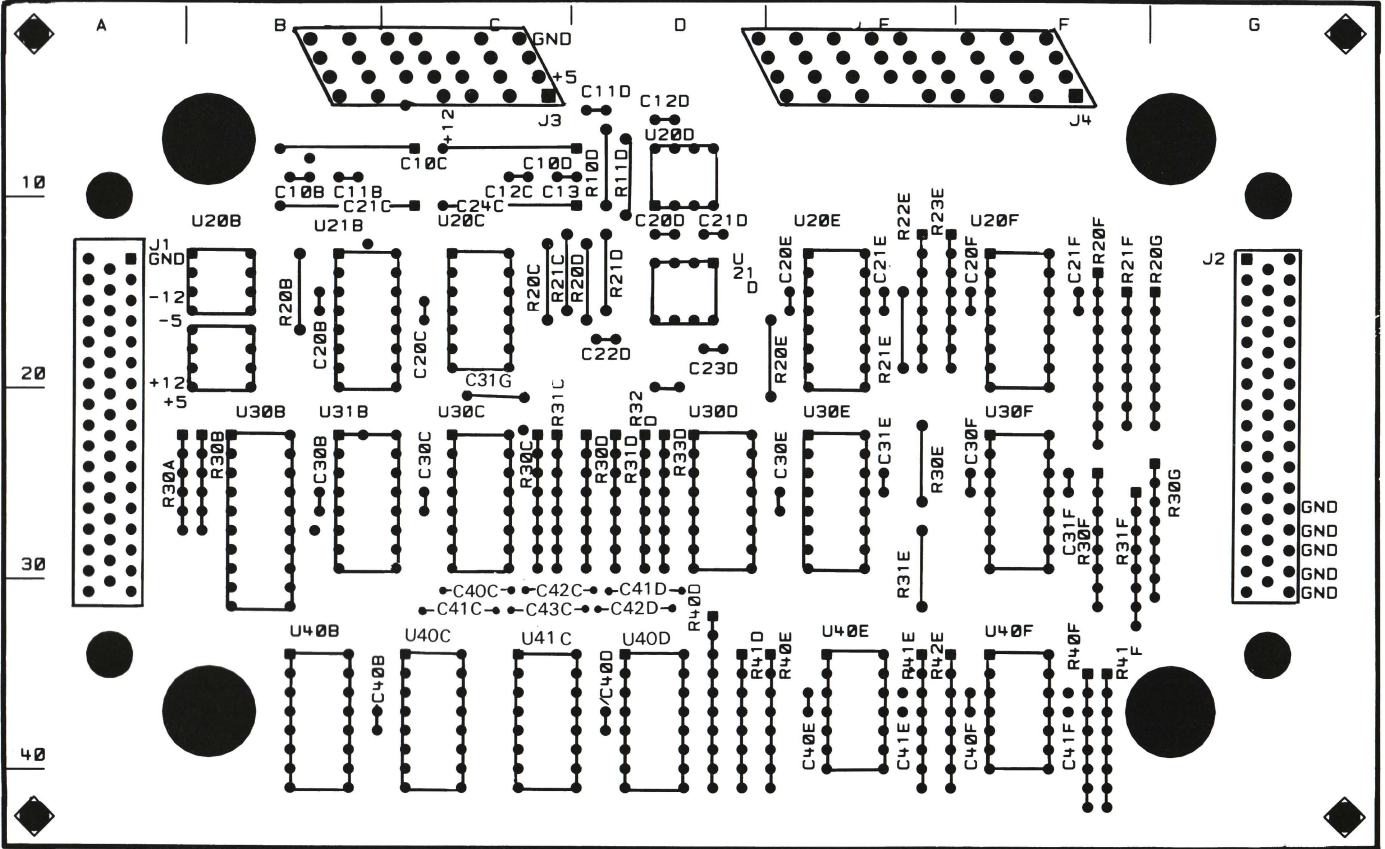 A B C D E F G
GND
+5
J3
J4
C11D
C12D
U20D
+12
C10C
C10D
R10D
R11D
10
C10B
C11B
C12C
C13
C21C
C24C
C20D
C21D
U20B
U21B
U20C
U20E
R22E
R23E
U20F
J1
GND
-12
-5
+12
+5
R20B
C20B
C20C
R20C
R21C
R20D
R21D
U
21
D
C22D
C23D
C20E
R20E
C21E
R21E
C20F
C21F
R20F
R21F
R20G
J2
20
C31G
U30B
U31B
U30C
R31C
R32
D
U30D
U30E
U30F
R30A
R30B
C30B
C30C
R30C
R30D
R31D
R33D
C30E
C31E
R30E
C30F
C31F
R30F
R31F
R30G
GND
GND
GND
GND
GND
30
C40C
C42C
C41D
C41C
C43C
C42D
R40D
R31E
U40B
U40C
U41C
U40D
R41D
R40E
U40E
R41E
R42E
U40F
R40F
R41
F
C40B
C40D
C40E
C41E
C40F
C41F
40